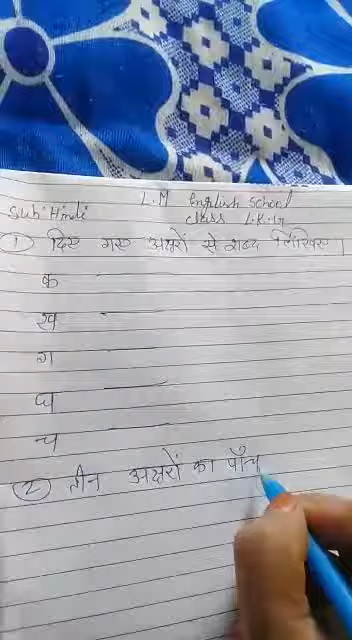 L.M English School
Sub: Hindi class L.K.G
① दिए गए अक्षरों से शब्द लिखिए।
क
ख
ग
घ
च
② तीन अक्षरों का पाँच